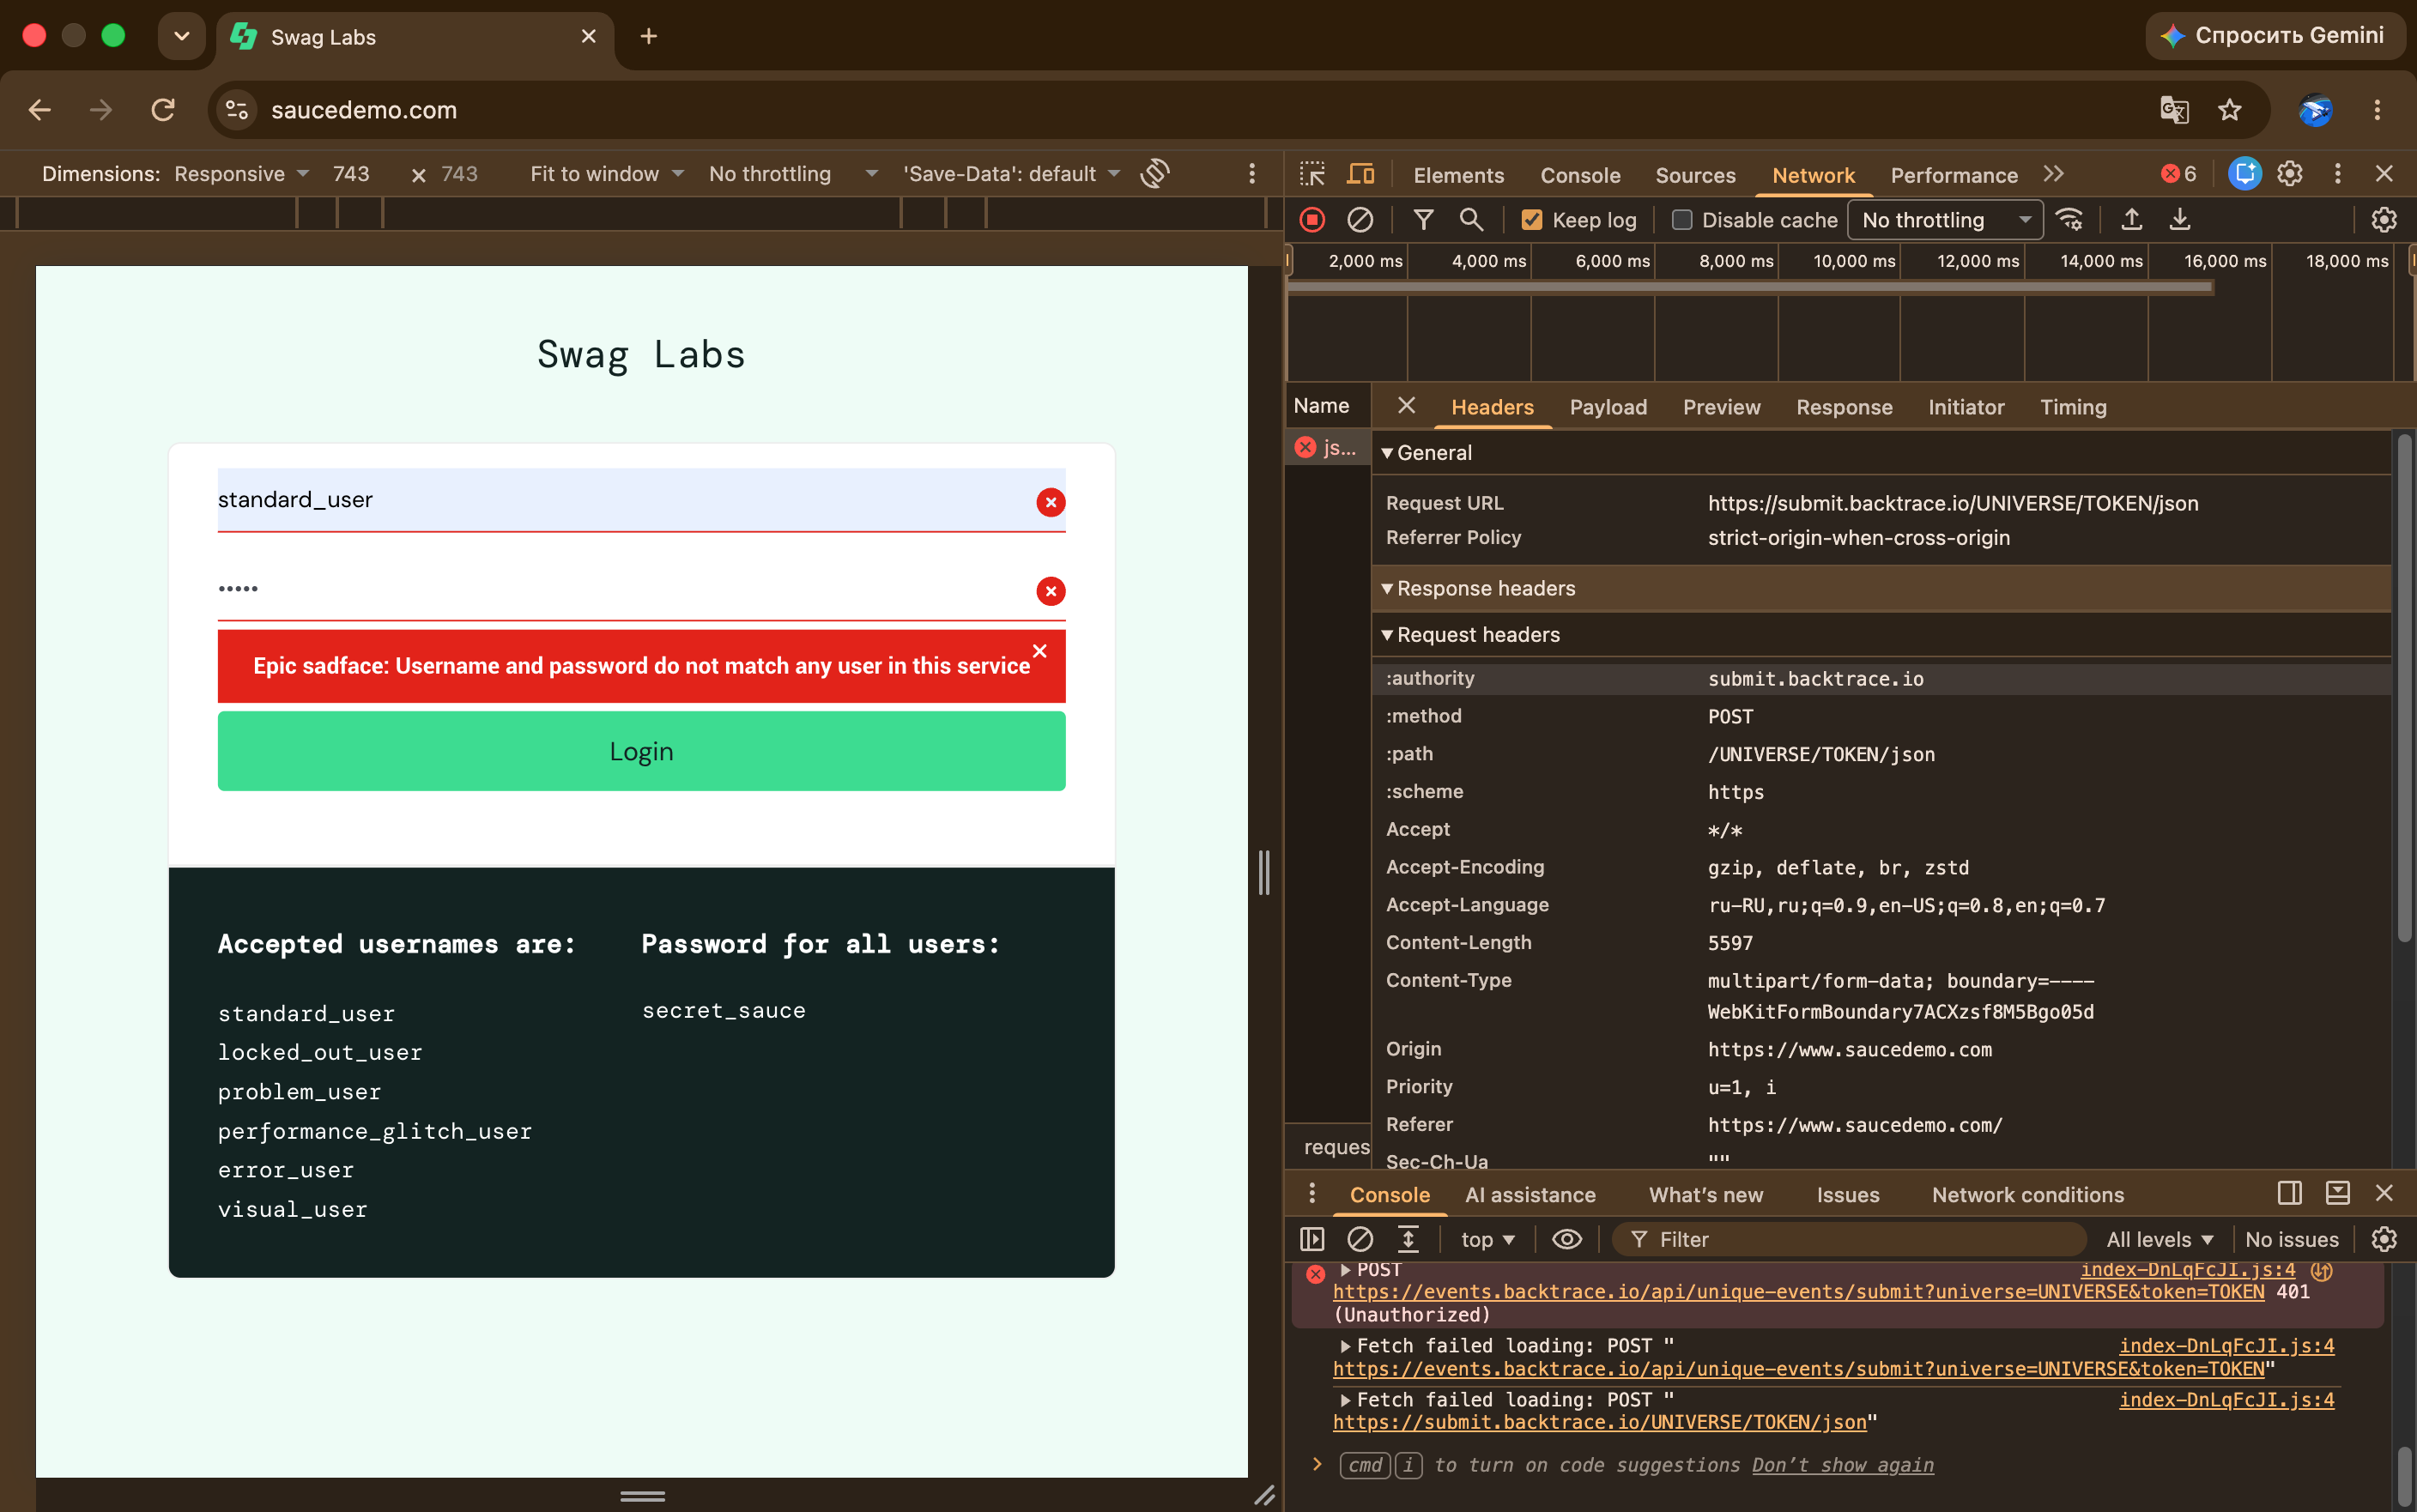 Swag Labs
Спросить Gemini
saucedemo.com
Dimensions: Responsive 743 × 743 Fit to window No throttling 'Save-Data': default
Elements Console Sources Network Performance 6
Keep log Disable cache No throttling
2,000 ms 4,000 ms 6,000 ms 8,000 ms 10,000 ms 12,000 ms 14,000 ms 16,000 ms 18,000 ms
Swag Labs
standard_user
•••••
Epic sadface: Username and password do not match any user in this service
Login
Accepted usernames are:
standard_user
locked_out_user
problem_user
performance_glitch_user
error_user
visual_user
Password for all users:
secret_sauce
Name
js...
reques
Headers Payload Preview Response Initiator Timing
General
Request URL https://submit.backtrace.io/UNIVERSE/TOKEN/json
Referrer Policy strict-origin-when-cross-origin
Response headers
Request headers
:authority submit.backtrace.io
:method POST
:path /UNIVERSE/TOKEN/json
:scheme https
Accept */*
Accept-Encoding gzip, deflate, br, zstd
Accept-Language ru-RU,ru;q=0.9,en-US;q=0.8,en;q=0.7
Content-Length 5597
Content-Type multipart/form-data; boundary=----
WebKitFormBoundary7ACXzsf8M5Bgo05d
Origin https://www.saucedemo.com
Priority u=1, i
Referer https://www.saucedemo.com/
Sec-Ch-Ua ""
Console AI assistance What's new Issues Network conditions
top Filter All levels No issues
POST index-DnLqFcJI.js:4
https://events.backtrace.io/api/unique-events/submit?universe=UNIVERSE&token=TOKEN 401
(Unauthorized)
Fetch failed loading: POST " index-DnLqFcJI.js:4
https://events.backtrace.io/api/unique-events/submit?universe=UNIVERSE&token=TOKEN"
Fetch failed loading: POST " index-DnLqFcJI.js:4
https://submit.backtrace.io/UNIVERSE/TOKEN/json"
cmd i to turn on code suggestions Don't show again